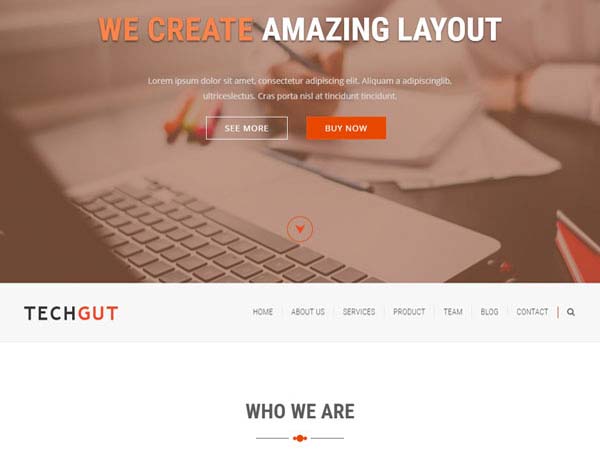 WE CREATE AMAZING LAYOUT
Lorem ipsum dolor sit amet, consectetur adipiscing elit. Aliquam a adipiscinglib,
ultriceslectus. Cras porta nisl at tincidunt tincidunt.
SEE MORE BUY NOW
TECHGUT HOME ABOUT US SERVICES PRODUCT TEAM BLOG CONTACT
WHO WE ARE